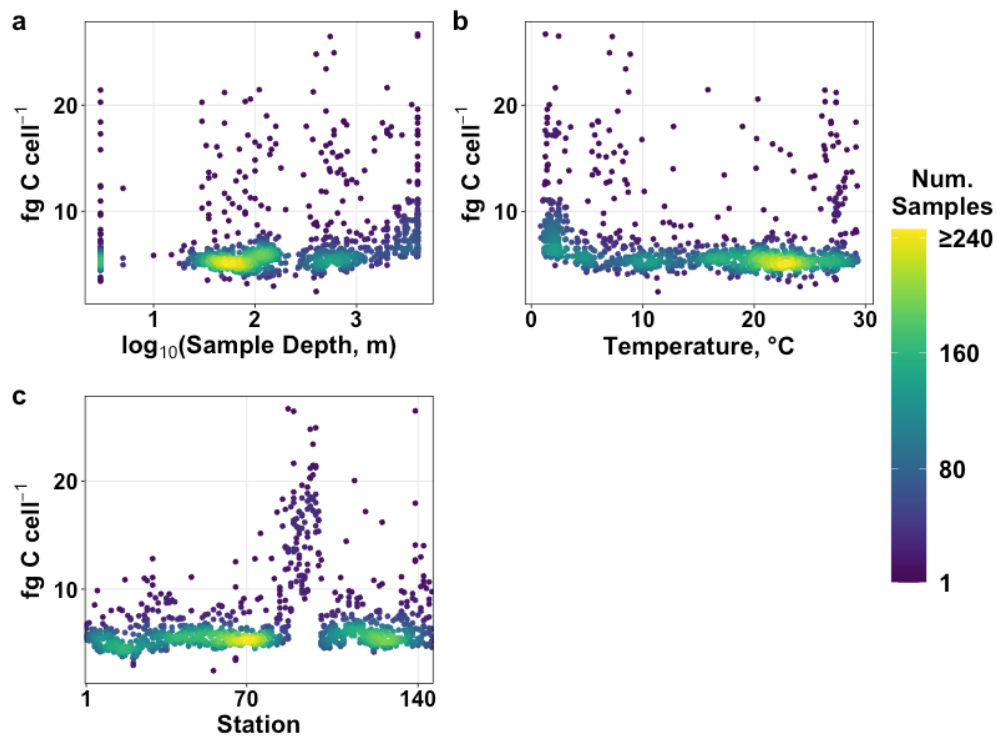 a
fg C cell⁻¹
20
10
1
2
3
log₁₀(Sample Depth, m)
b
fg C cell⁻¹
20
10
0
10
20
30
Temperature, °C
c
fg C cell⁻¹
20
10
1
70
140
Station
Num.
Samples
≥240
160
80
1